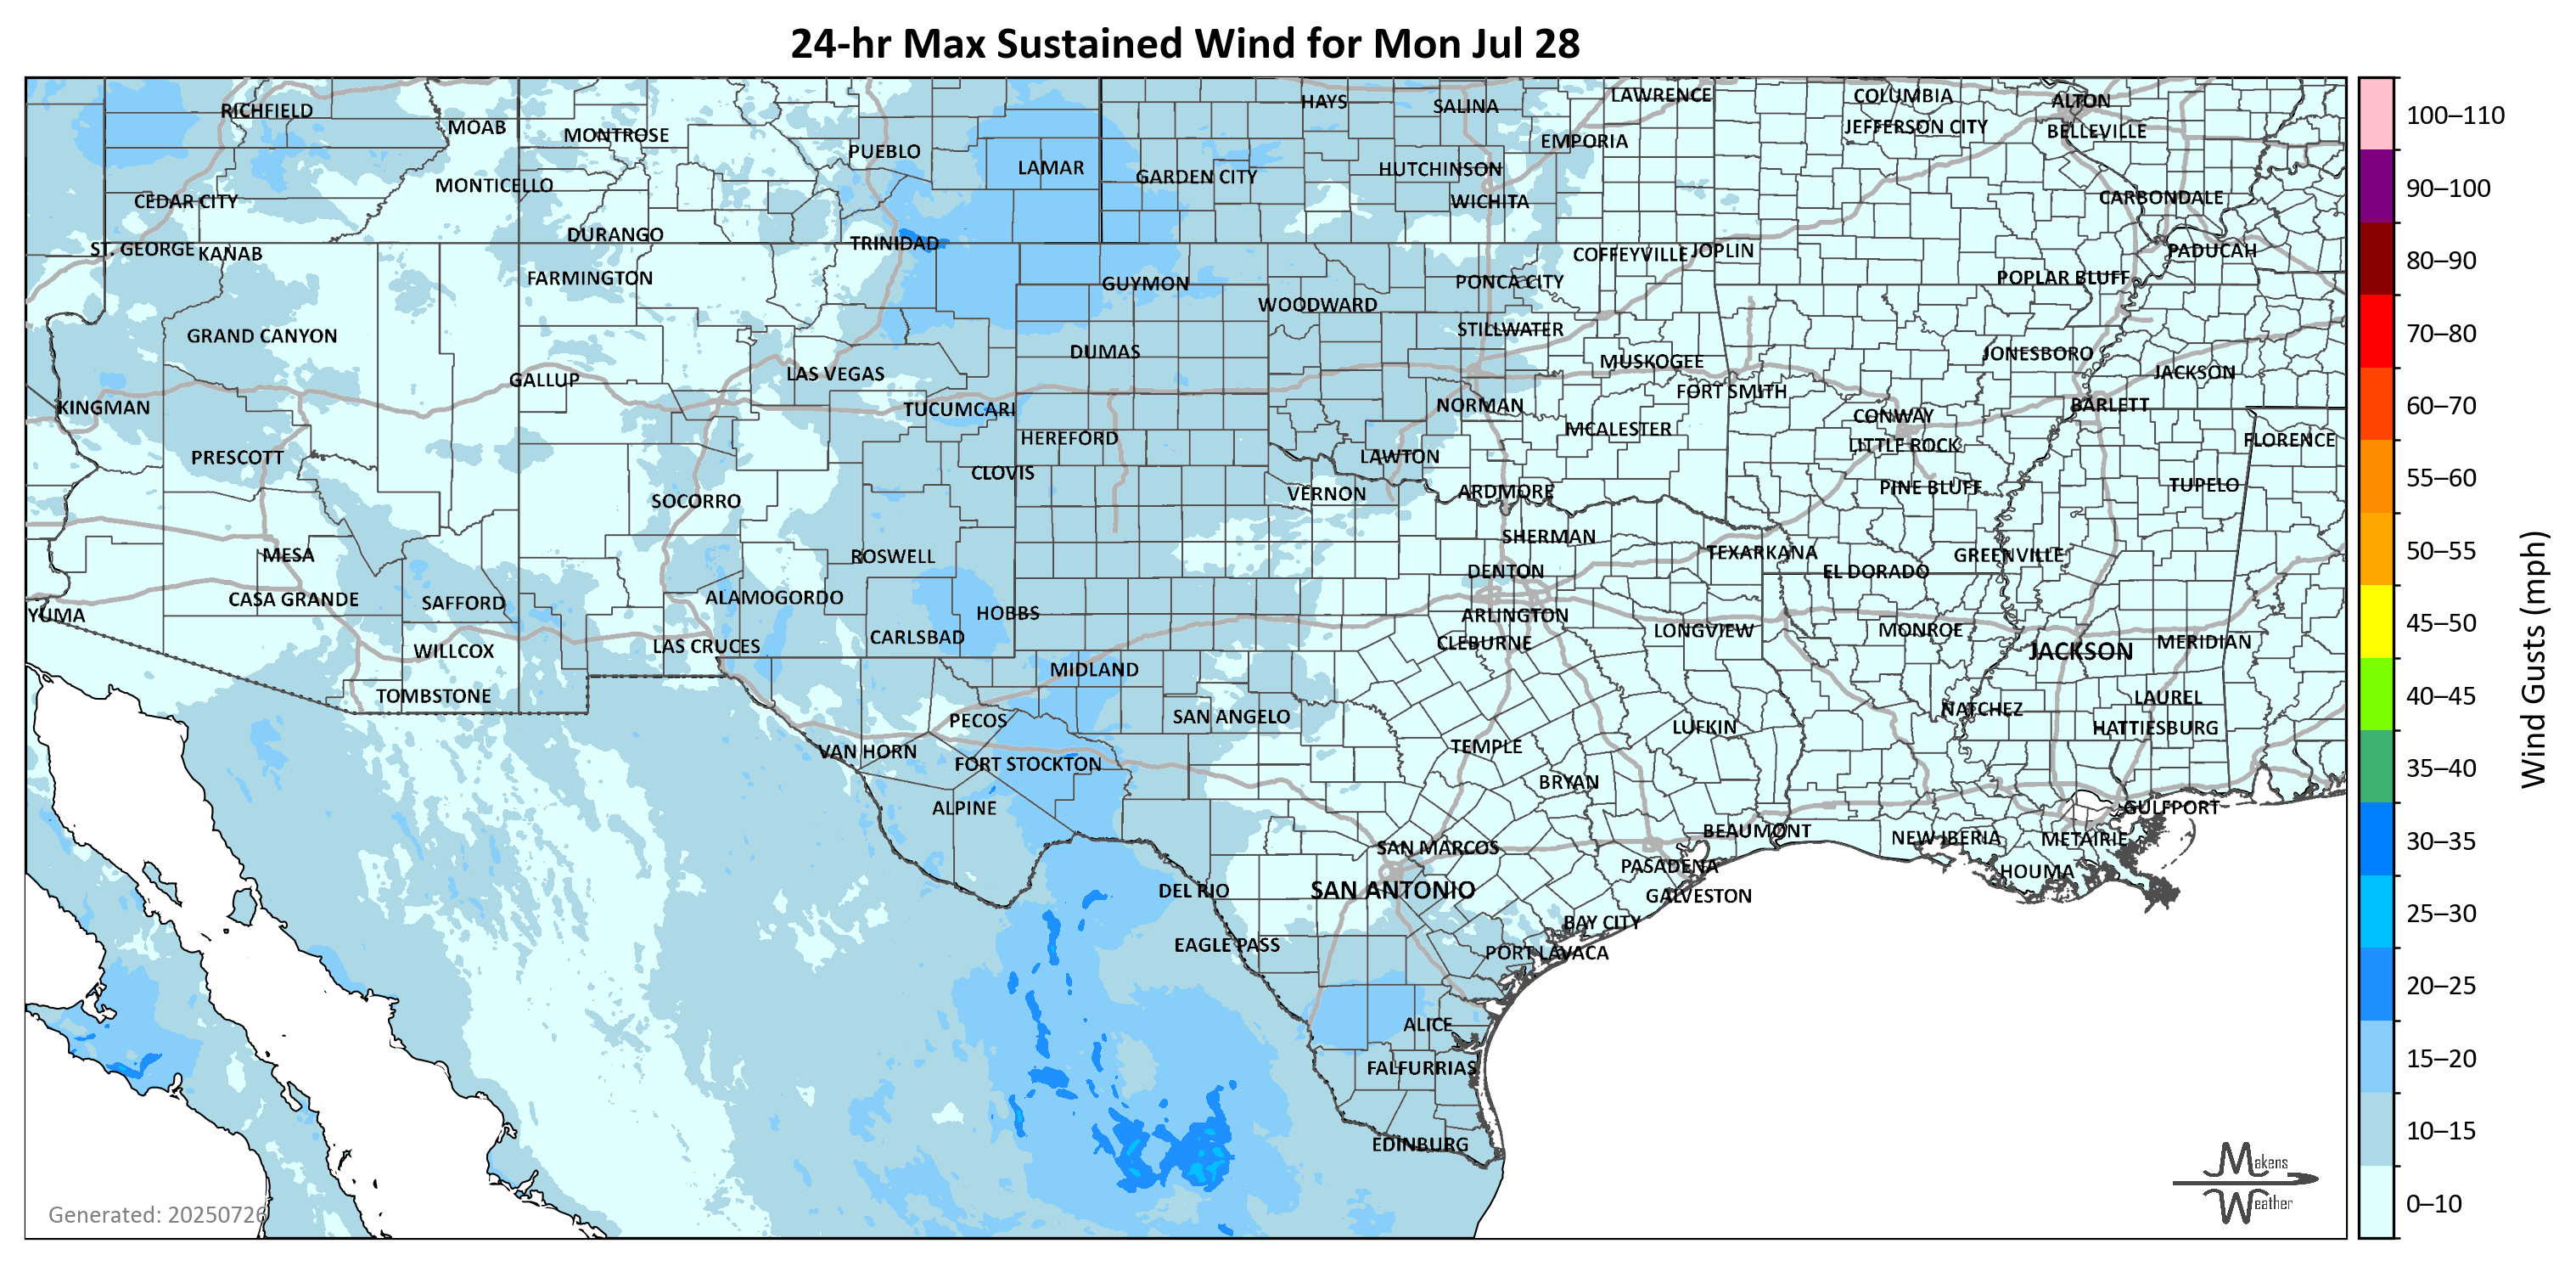 24-hr Max Sustained Wind for Mon Jul 28
RICHFIELD
MOAB
MONTROSE
PUEBLO
LAMAR
HAYS
SALINA
LAWRENCE
COLUMBIA
ALTON
JEFFERSON CITY
BELLEVILLE
EMPORIA
GARDEN CITY
HUTCHINSON
MONTICELLO
CEDAR CITY
WICHITA
CARBONDALE
DURANGO
TRINIDAD
ST. GEORGE
KANAB
COFFEYVILLE
JOPLIN
PADUCAH
FARMINGTON
GUYMON
PONCA CITY
POPLAR BLUFF
WOODWARD
STILLWATER
GRAND CANYON
DUMAS
JONESBORO
MUSKOGEE
JACKSON
GALLUP
LAS VEGAS
FORT SMITH
KINGMAN
TUCUMCARI
NORMAN
CONWAY
BARLETT
HEREFORD
MCALESTER
LITTLE ROCK
FLORENCE
PRESCOTT
CLOVIS
LAWTON
SOCORRO
VERNON
ARDMORE
PINE BLUFF
TUPELO
SHERMAN
MESA
ROSWELL
TEXARKANA
GREENVILLE
DENTON
EL DORADO
CASA GRANDE
SAFFORD
ALAMOGORDO
YUMA
HOBBS
ARLINGTON
CARLSBAD
CLEBURNE
LONGVIEW
MONROE
MERIDIAN
WILLCOX
LAS CRUCES
JACKSON
MIDLAND
TOMBSTONE
LAUREL
PECOS
SAN ANGELO
NATCHEZ
LUFKIN
HATTIESBURG
VAN HORN
TEMPLE
FORT STOCKTON
BRYAN
ALPINE
GULFPORT
BEAUMONT
NEW IBERIA
METAIRIE
SAN MARCOS
PASADENA
HOUMA
DEL RIO
SAN ANTONIO
GALVESTON
BAY CITY
EAGLE PASS
PORT LAVACA
ALICE
FALFURRIAS
EDINBURG
Generated: 20250726
Makens
Weather
100–110
90–100
80–90
70–80
60–70
55–60
50–55
45–50
40–45
35–40
30–35
25–30
20–25
15–20
10–15
0–10
Wind Gusts (mph)